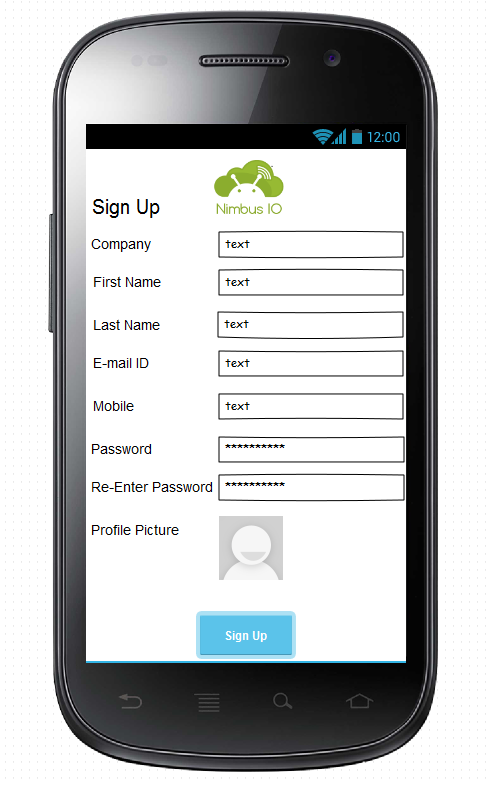 12:00
Nimbus IO
Sign Up
Company text
First Name text
Last Name text
E-mail ID text
Mobile text
Password **********
Re-Enter Password **********
Profile Picture
Sign Up